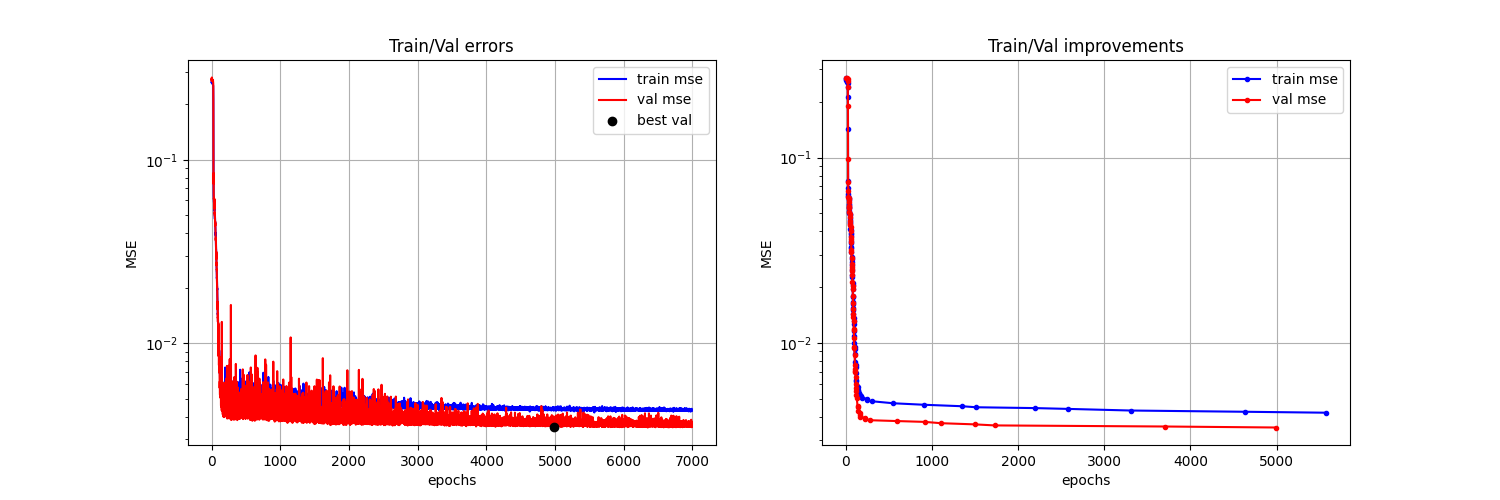 Train/Val errors
train mse
val mse
best val
10⁻¹
10⁻²
MSE
0 1000 2000 3000 4000 5000 6000 7000
epochs
Train/Val improvements
train mse
val mse
10⁻¹
10⁻²
MSE
0 1000 2000 3000 4000 5000
epochs